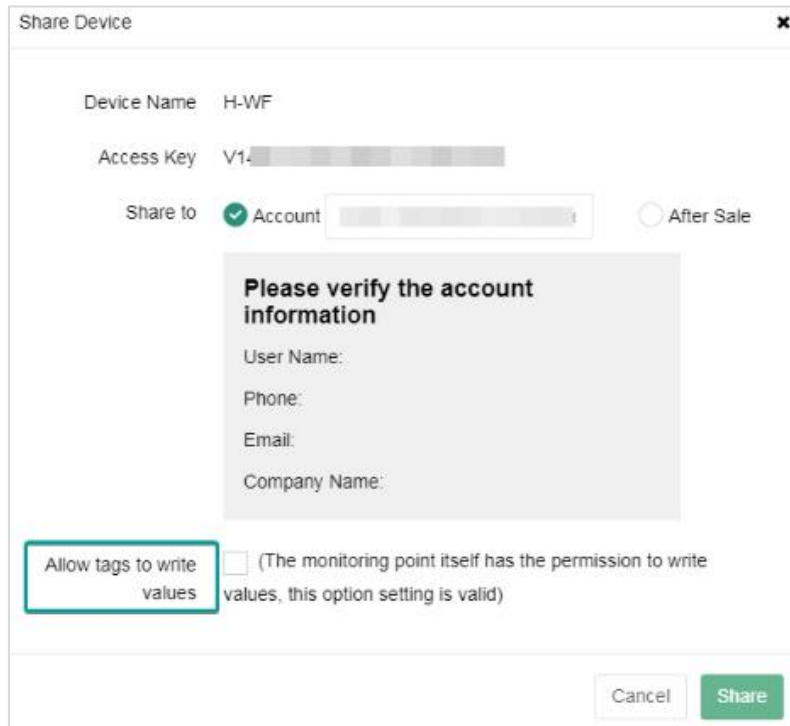 Share Device
Device Name H-WF
Access Key V14
Share to Account After Sale
Please verify the account
information
User Name:
Phone:
Email:
Company Name:
Allow tags to write
values
(The monitoring point itself has the permission to write
values, this option setting is valid)
Cancel Share